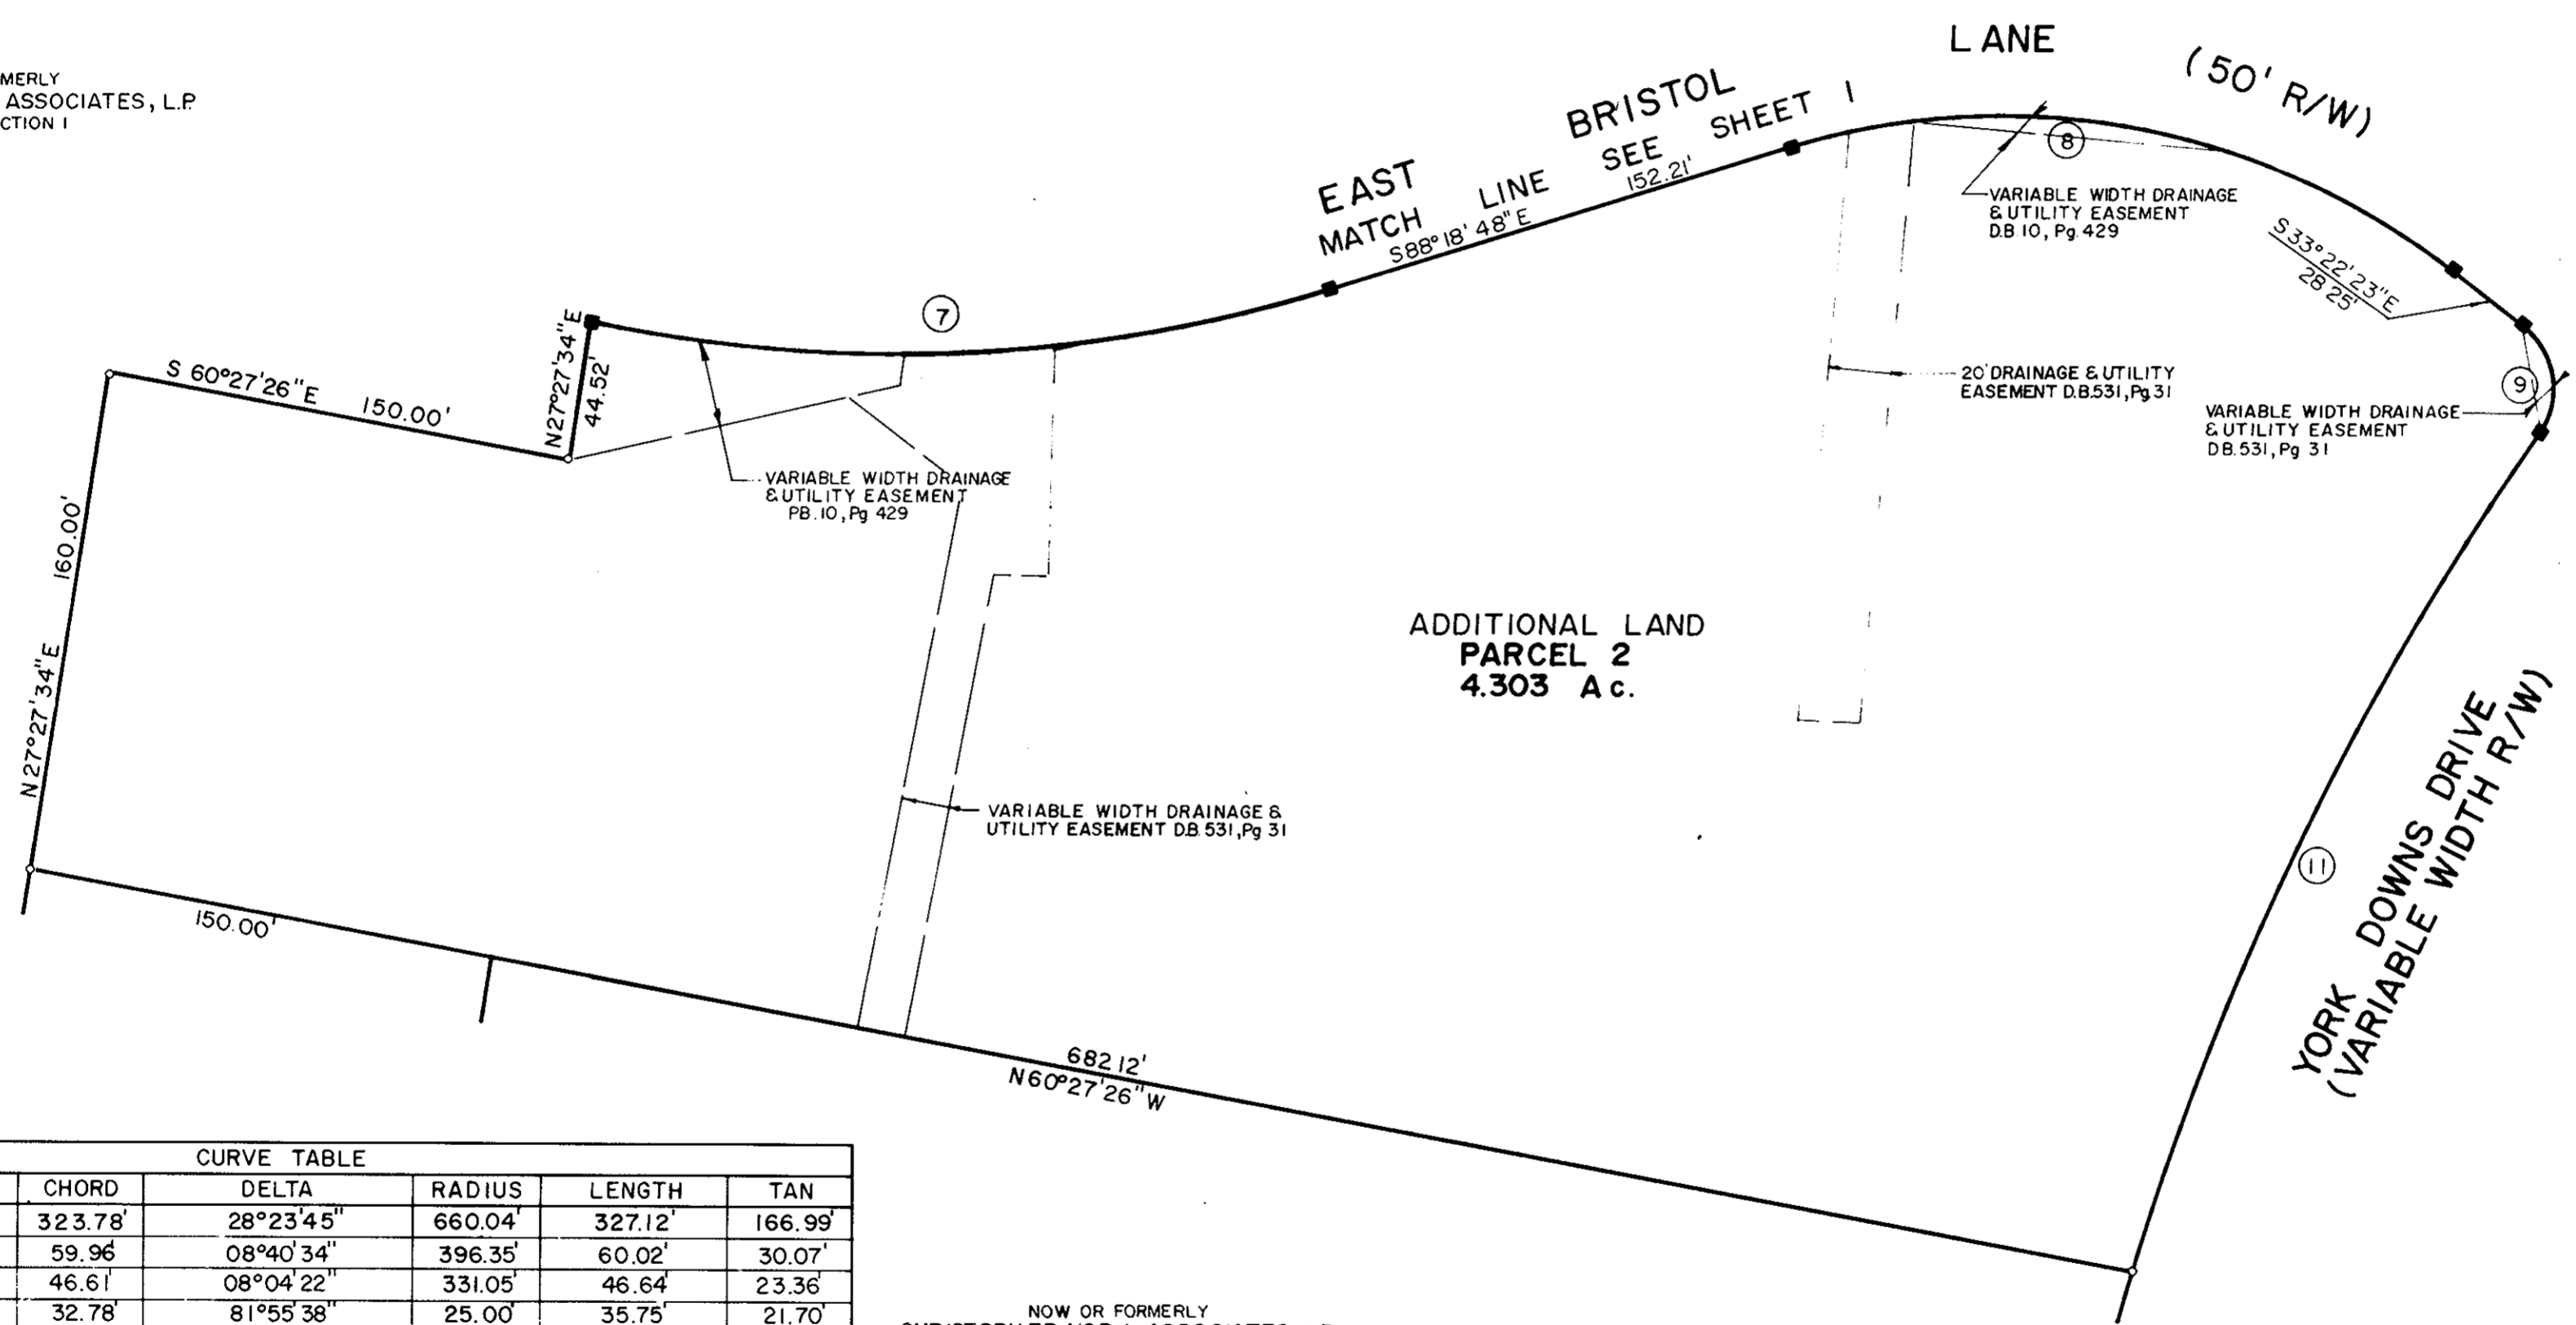 MERLY
ASSOCIATES, L.P.
CTION I
LANE
(50' R/W)
EAST BRISTOL
MATCH LINE SEE SHEET 1
152.21'
S88°18'48"E
8
VARIABLE WIDTH DRAINAGE
& UTILITY EASEMENT
D.B.10, Pg.429
S33°22'23"E
28.25'
7
S 60°27'26"E 150.00'
N27°27'34"E
44.52'
20' DRAINAGE & UTILITY
EASEMENT D.B.531, Pg.31
9
VARIABLE WIDTH DRAINAGE
& UTILITY EASEMENT
D.B.531, Pg 31
VARIABLE WIDTH DRAINAGE
& UTILITY EASEMENT
P.B.10, Pg 429
160.00'
N27°27'34"E
ADDITIONAL LAND
PARCEL 2
4.303 Ac.
VARIABLE WIDTH DRAINAGE &
UTILITY EASEMENT D.B.531, Pg 31
11
YORK DOWNS DRIVE
(VARIABLE WIDTH R/W)
150.00'
682.12'
N60°27'26"W
CURVE TABLE
CHORD DELTA RADIUS LENGTH TAN
323.78' 28°23'45" 660.04' 327.12' 166.99'
59.96' 08°40'34" 396.35' 60.02' 30.07'
46.61' 08°04'22" 331.05' 46.64' 23.36'
32.78' 81°55'38" 25.00' 35.75' 21.70'
NOW OR FORMERLY